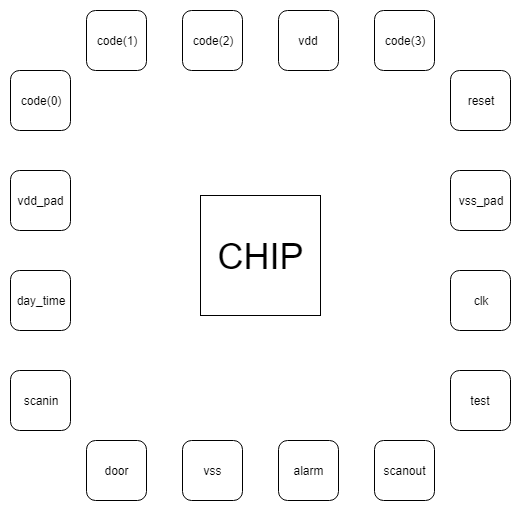 code(1)
code(2)
vdd
code(3)
code(0)
reset
vdd_pad
vss_pad
CHIP
day_time
clk
scanin
test
door
vss
alarm
scanout